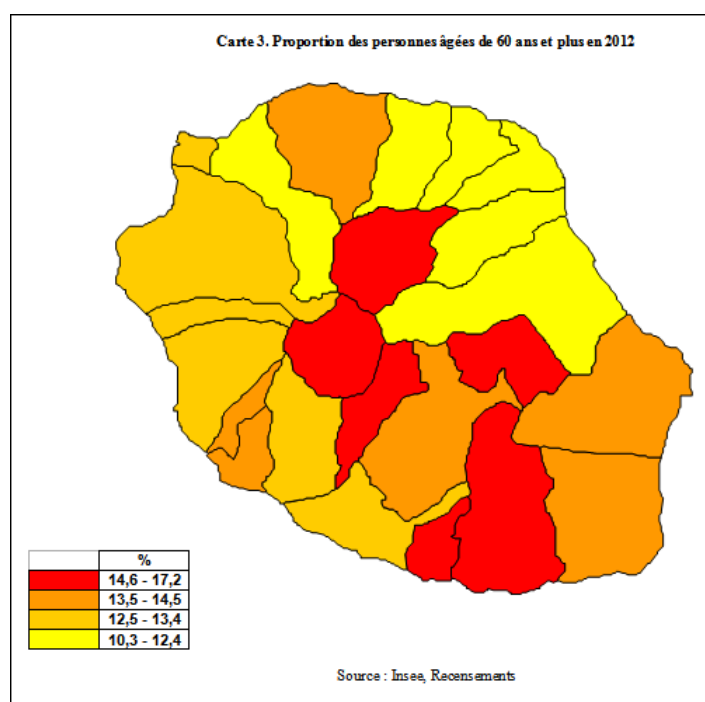 Carte 3. Proportion des personnes âgées de 60 ans et plus en 2012
%
14,6 - 17,2
13,5 - 14,5
12,5 - 13,4
10,3 - 12,4
Source : Insee, Recensements